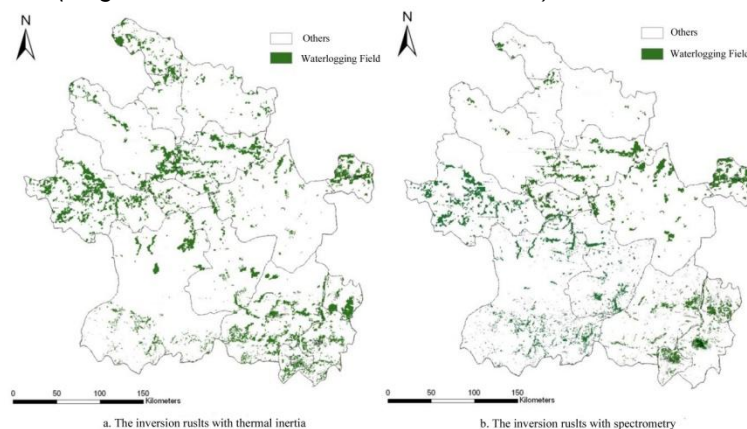 N
Others
Waterlogging Field
0 50 100 150
Kilometers
a. The inversion ruslts with thermal inertia
N
Others
Waterlogging Field
0 50 100 150
Kilometers
b. The inversion ruslts with spectrometry